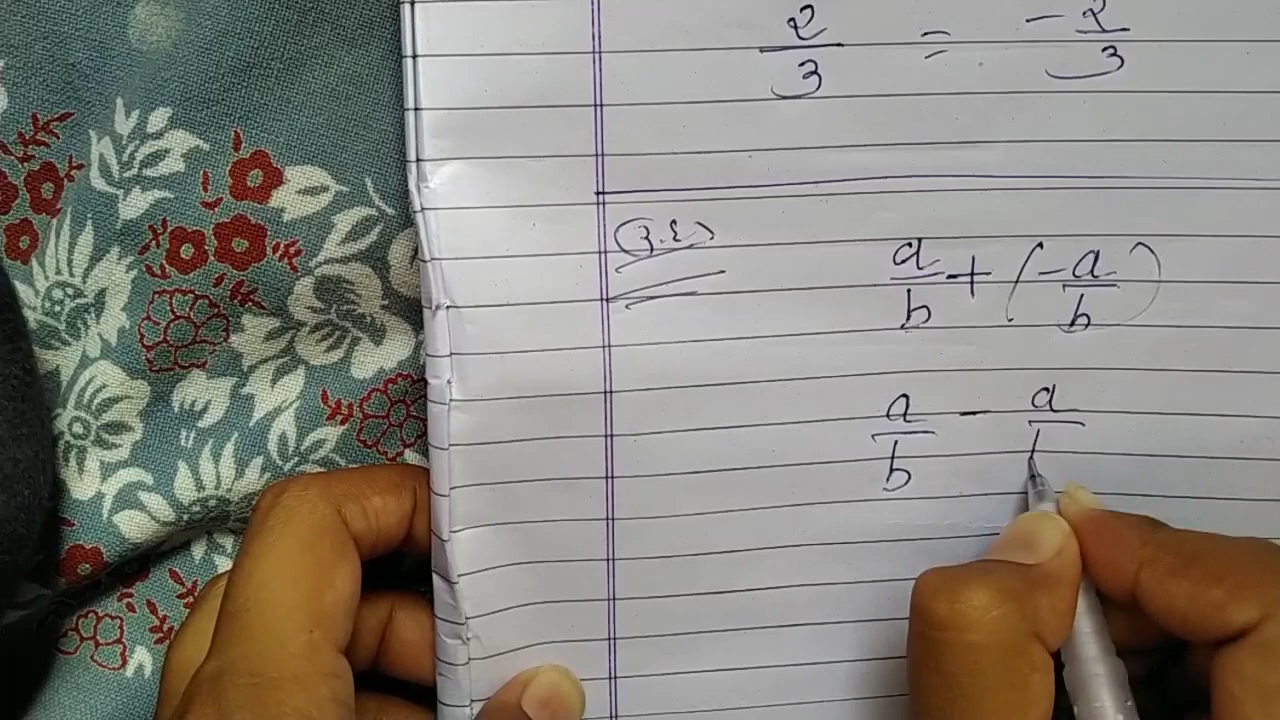 2/3 = -2/3
a/b + (-a/b)
a/b - a/